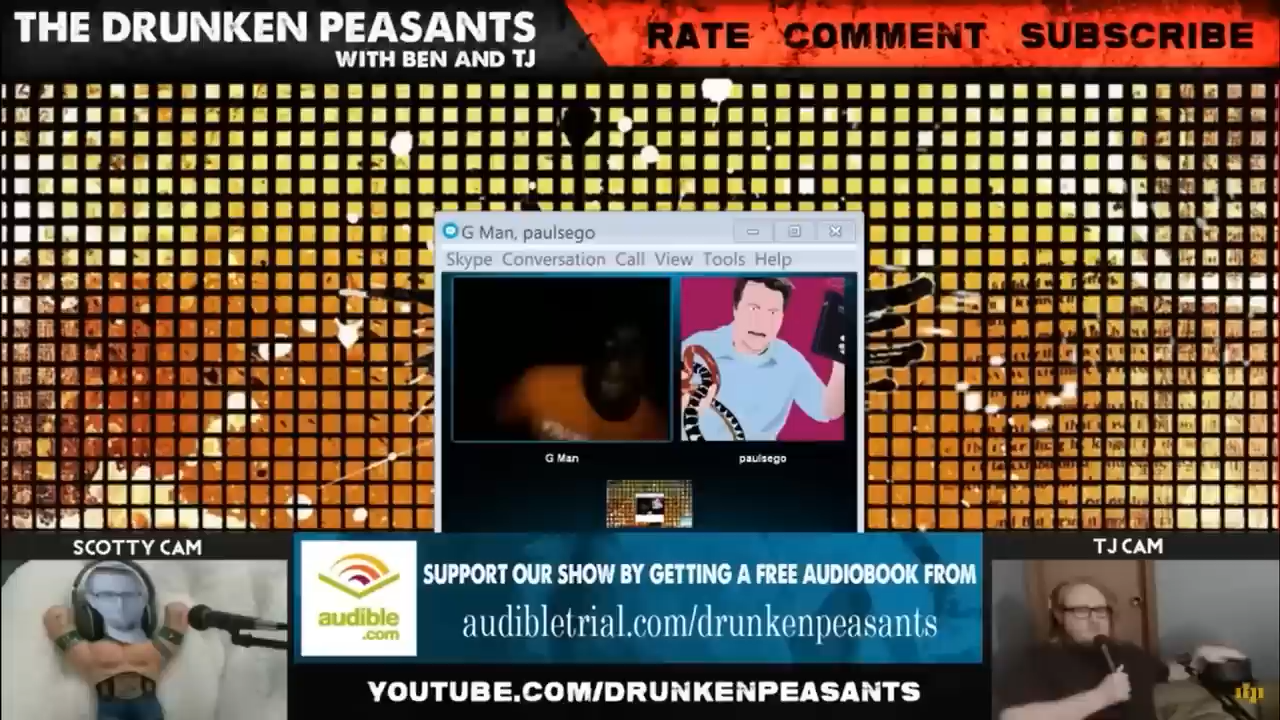 THE DRUNKEN PEASANTS
WITH BEN AND TJ
RATE COMMENT SUBSCRIBE
G Man, paulsego
Skype Conversation Call View Tools Help
G Man
paulsego
SCOTTY CAM
TJ CAM
audible
.com
SUPPORT OUR SHOW BY GETTING A FREE AUDIOBOOK FROM
audibletrial.com/drunkenpeasants
YOUTUBE.COM/DRUNKENPEASANTS